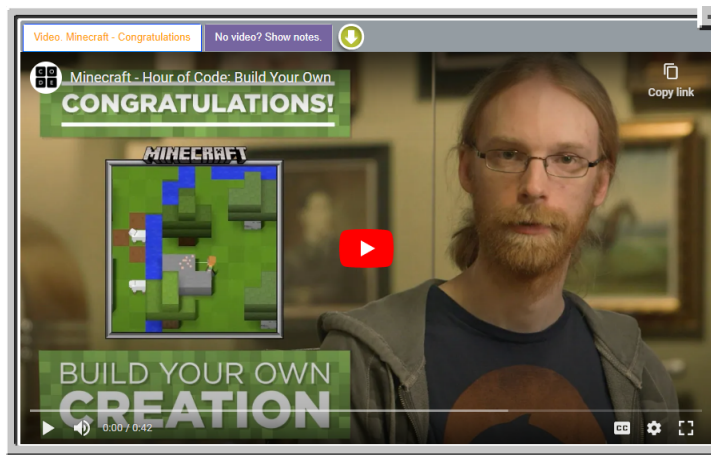 Video. Minecraft - Congratulations
No video? Show notes.
CODE
Minecraft - Hour of Code: Build Your Own
Copy link
CONGRATULATIONS!
MINECRAFT
BUILD YOUR OWN
CREATION
0:00 / 0:42
CC